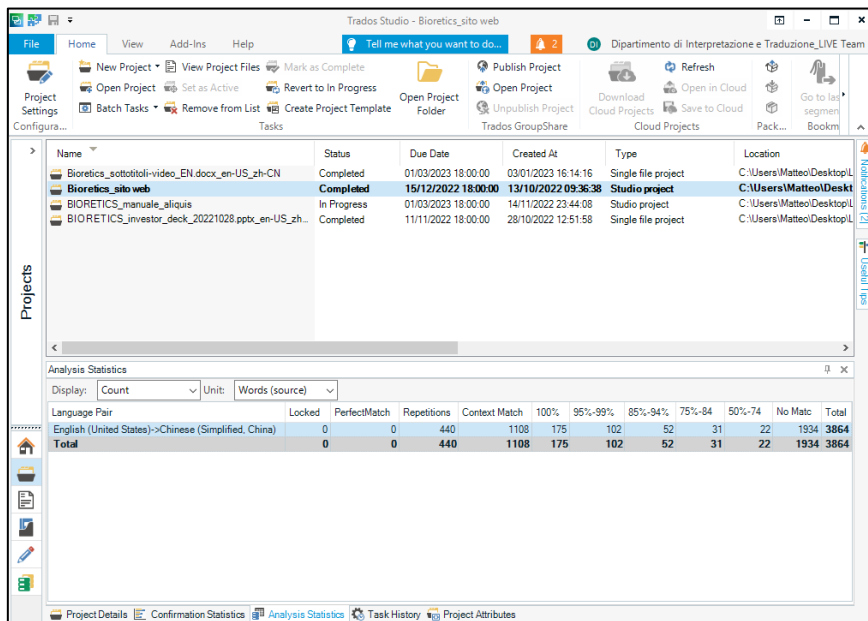 Trades Studio - Bioretics_sito web
File Home View Add-Ins Help Tell me what you want to do... 2 DI Dipartimento di Interpretazione e Traduzione_LIVE Team
New Project View Project Files Mark as Complete Publish Project Refresh
Open Project Set as Active Revert to In Progress Open Project Open in Cloud
Batch Tasks Remove from List Create Project Template Unpublish Project Save to Cloud
Project Settings Open Project Folder Download Cloud Projects Go to las segmen
Configura... Tasks Trados GroupShare Cloud Projects Pack... Bookm
Projects
Name Status Due Date Created At Type Location
Bioretics_sottotitoli-video_EN.docx_en-US_zh-CN Completed 01/03/2023 18:00:00 03/01/2023 16:14:16 Single file project C:\Users\Matteo\Desktop\L
Bioretics_sito web Completed 15/12/2022 18:00:00 13/10/2022 09:36:38 Studio project C:\Users\Matteo\Deskt
BIORETICS_manuale_aliquis In Progress 01/03/2023 18:00:00 14/11/2022 23:44:08 Studio project C:\Users\Matteo\Desktop\L
BIORETICS_investor_deck_20221028.pptx_en-US_zh... Completed 11/11/2022 18:00:00 28/10/2022 12:51:58 Single file project C:\Users\Matteo\Desktop\L
Notifications [2]
Useful Tips
Analysis Statistics
Display: Count Unit: Words (source)
Language Pair Locked PerfectMatch Repetitions Context Match 100% 95%-99% 85%-94% 75%-84 50%-74 No Matc Total
English (United States)->Chinese (Simplified, China) 0 0 440 1108 175 102 52 31 22 1934 3864
Total 0 0 440 1108 175 102 52 31 22 1934 3864
Project Details Confirmation Statistics Analysis Statistics Task History Project Attributes